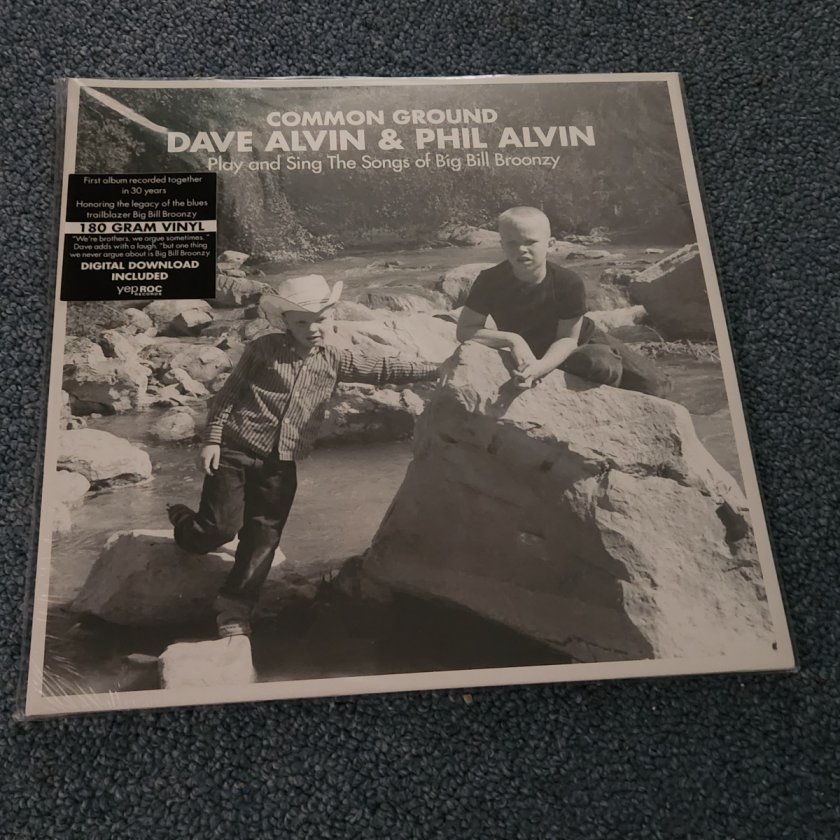 COMMON GROUND
DAVE ALVIN & PHIL ALVIN
Play and Sing The Songs of Big Bill Broonzy
First album recorded together
in 30 years
Honoring the legacy of the blues
trailblazer Big Bill Broonzy
180 GRAM VINYL
"We're brothers, we argue sometimes,"
Dave adds with a laugh, "but one thing
we never argue about is Big Bill Broonzy
DIGITAL DOWNLOAD
INCLUDED
yepROC
RECORDS